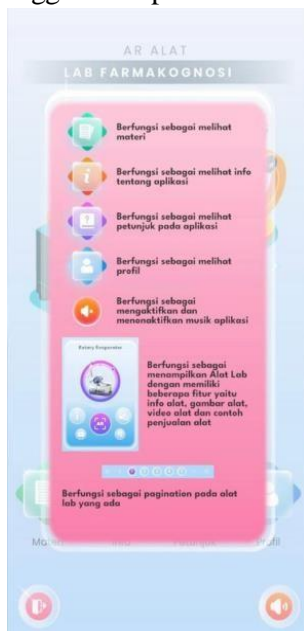 AR ALAT
LAB FARMAKOGNOSI
Berfungsi sebagai melihat
materi
Berfungsi sebagai melihat info
tentang aplikasi
Berfungsi sebagai melihat
petunjuk pada aplikasi
Berfungsi sebagai melihat
profil
Berfungsi sebagai
mengaktifkan dan
menonaktifkan musik aplikasi
Rotary Evaporator
Berfungsi sebagai
menampilkan Alat Lab
dengan memiliki
beberapa fitur yaitu
info alat, gambar alat,
video alat dan contoh
penjualan alat
Berfungsi sebagai pagination pada alat
lab yang ada